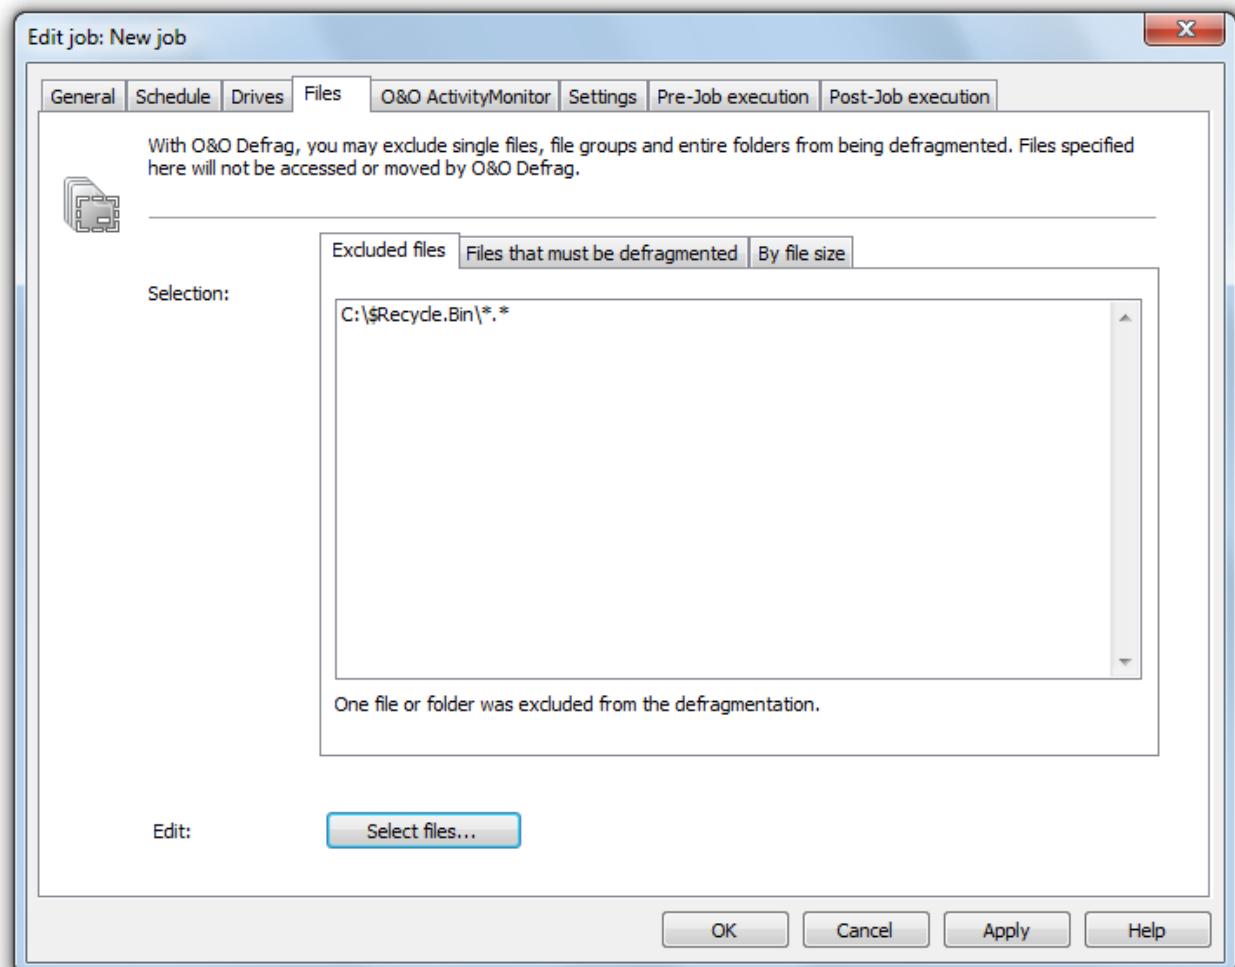 Edit job: New job
General Schedule Drives Files O&O ActivityMonitor Settings Pre-Job execution Post-Job execution
With O&O Defrag, you may exclude single files, file groups and entire folders from being defragmented. Files specified
here will not be accessed or moved by O&O Defrag.
Excluded files Files that must be defragmented By file size
Selection:
C:\$Recycle.Bin\*.*
One file or folder was excluded from the defragmentation.
Edit: Select files...
OK Cancel Apply Help